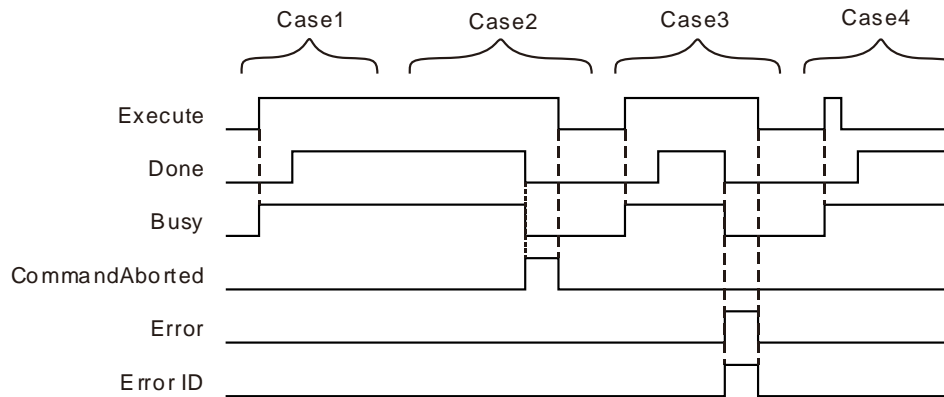 Case1 Case2 Case3 Case4
Execute
Done
Busy
CommandAborted
Error
Error ID